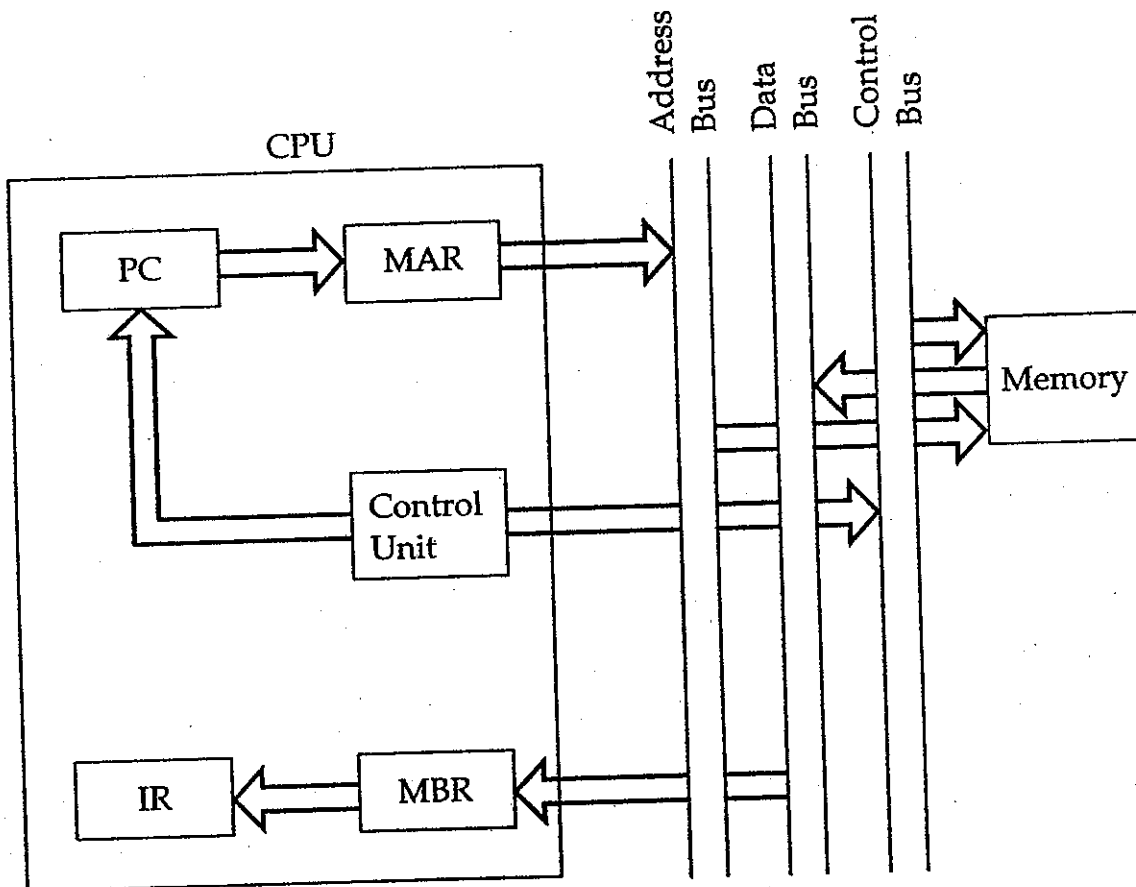 Address
Bus
Data
Bus
Control
Bus
CPU
PC
MAR
Memory
Control
Unit
IR
MBR